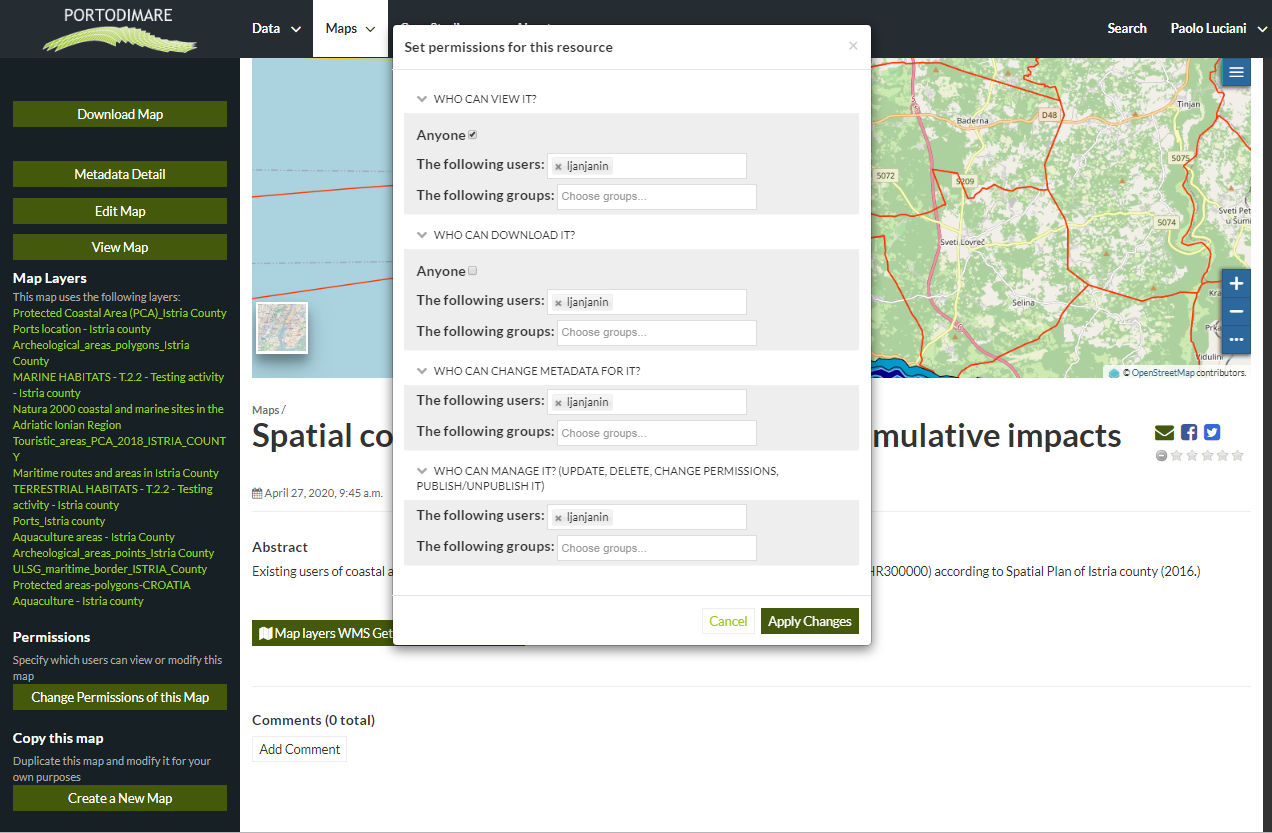 PORTODIMARE
Data
Maps
Search
Paolo Luciani
Download Map
Metadata Detail
Edit Map
View Map
Map Layers
This map uses the following layers:
Protected Coastal Area (PCA)_Istria County
Ports location - Istria county
Archeological_areas_polygons_Istria
County
MARINE HABITATS - T.2.2 - Testing activity
- Istria county
Natura 2000 coastal and marine sites in the
Adriatic Ionian Region
Touristic_areas_PCA_2018_ISTRIA_COUNT
Y
Maritime routes and areas in Istria County
TERRESTRIAL HABITATS - T.2.2 - Testing
activity - Istria county
Ports_Istria county
Aquaculture areas - Istria County
Archeological_areas_points_Istria County
ULSG_maritime_border_ISTRIA_County
Protected areas-polygons-CROATIA
Aquaculture - Istria county
Permissions
Specify which users can view or modify this
map
Change Permissions of this Map
Copy this map
Duplicate this map and modify it for your
own purposes
Create a New Map
Set permissions for this resource
×
WHO CAN VIEW IT?
Anyone
The following users: × ljanjanin
The following groups: Choose groups...
WHO CAN DOWNLOAD IT?
Anyone
The following users: × ljanjanin
The following groups: Choose groups...
WHO CAN CHANGE METADATA FOR IT?
The following users: × ljanjanin
The following groups: Choose groups...
WHO CAN MANAGE IT? (UPDATE, DELETE, CHANGE PERMISSIONS,
PUBLISH/UNPUBLISH IT)
The following users: × ljanjanin
The following groups: Choose groups...
Cancel
Apply Changes
Tinjan
Baderna
D48
5075
5072
5209
Sveti Pet
u Šumi
5074
Sveti Lovreč
Selina
Kra
Prka
Vidulini
© OpenStreetMap contributors.
Maps /
Spatial co
mulative impacts
April 27, 2020, 9:45 a.m.
Abstract
Existing users of coastal a
HR300000) according to Spatial Plan of Istria county (2016.)
Map layers WMS Get
Comments (0 total)
Add Comment